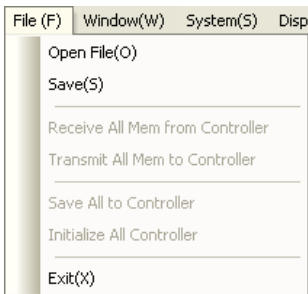 File (F) Window(W) System(S) Disp
Open File(O)
Save(S)
Receive All Mem from Controller
Transmit All Mem to Controller
Save All to Controller
Initialize All Controller
Exit(X)